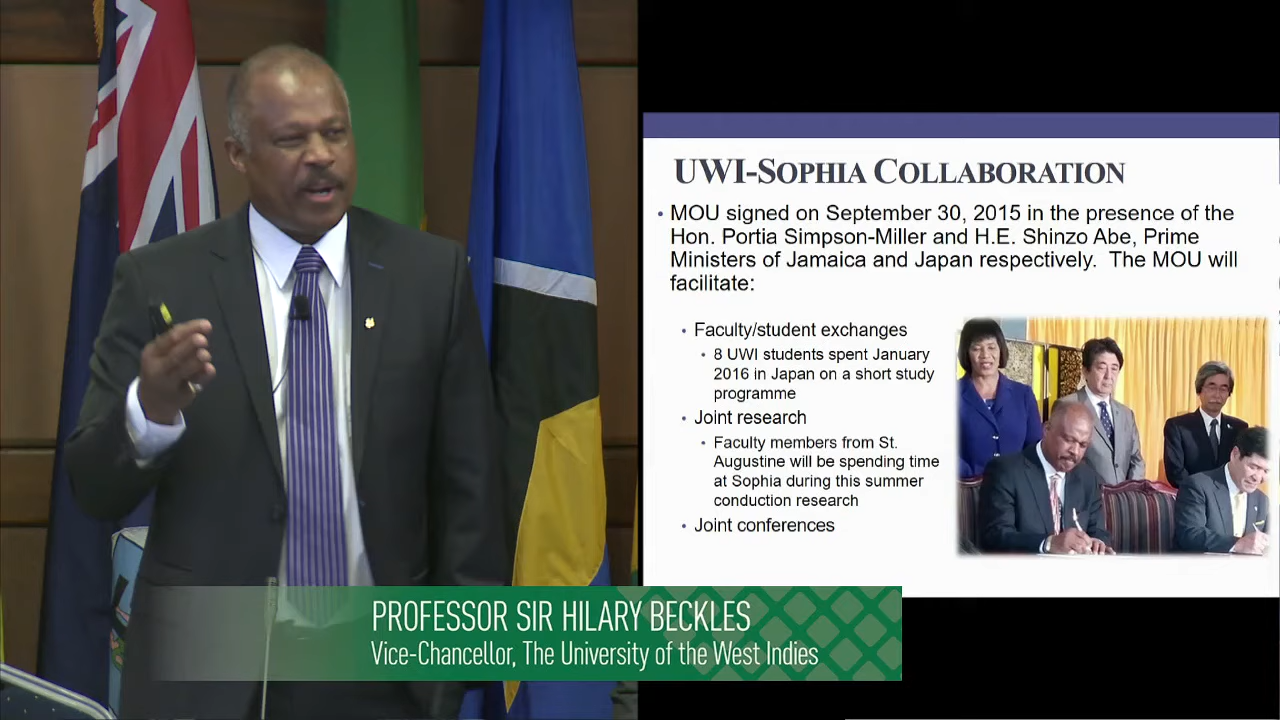 UWI-SOPHIA COLLABORATION
• MOU signed on September 30, 2015 in the presence of the
Hon. Portia Simpson-Miller and H.E. Shinzo Abe, Prime
Ministers of Jamaica and Japan respectively. The MOU will
facilitate:
• Faculty/student exchanges
• 8 UWI students spent January
2016 in Japan on a short study
programme
• Joint research
• Faculty members from St.
Augustine will be spending time
at Sophia during this summer
conduction research
• Joint conferences
PROFESSOR SIR HILARY BECKLES
Vice-Chancellor, The University of the West Indies